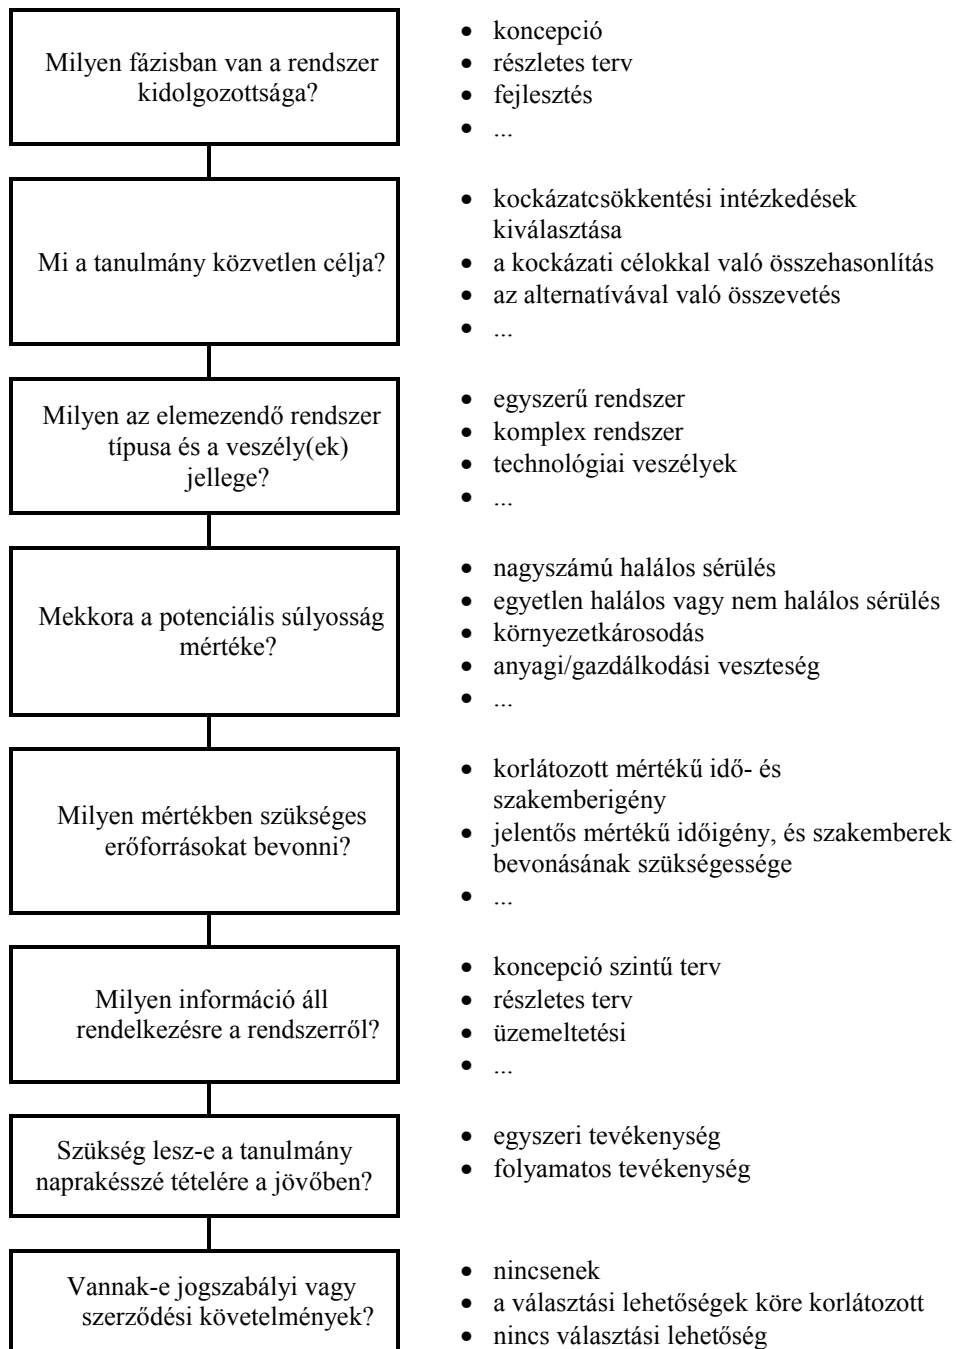 Milyen fázisban van a rendszer
kidolgozottsága?
• koncepció
• részletes terv
• fejlesztés
• ...
Mi a tanulmány közvetlen célja?
• kockázatcsökkentési intézkedések
kiválasztása
• a kockázati célokkal való összehasonlítás
• az alternatívával való összevetés
• ...
Milyen az elemezendő rendszer
típusa és a veszély(ek)
jellege?
• egyszerű rendszer
• komplex rendszer
• technológiai veszélyek
• ...
Mekkora a potenciális súlyosság
mértéke?
• nagyszámú halálos sérülés
• egyetlen halálos vagy nem halálos sérülés
• környezetkárosodás
• anyagi/gazdálkodási veszteség
• ...
Milyen mértékben szükséges
erőforrásokat bevonni?
• korlátozott mértékű idő- és
szakemberigény
• jelentős mértékű időigény, és szakemberek
bevonásának szükségessége
• ...
Milyen információ áll
rendelkezésre a rendszerről?
• koncepció szintű terv
• részletes terv
• üzemeltetési
• ...
Szükség lesz-e a tanulmány
naprakésszé tételére a jövőben?
• egyszeri tevékenység
• folyamatos tevékenység
Vannak-e jogszabályi vagy
szerződési követelmények?
• nincsenek
• a választási lehetőségek köre korlátozott
• nincs választási lehetőség